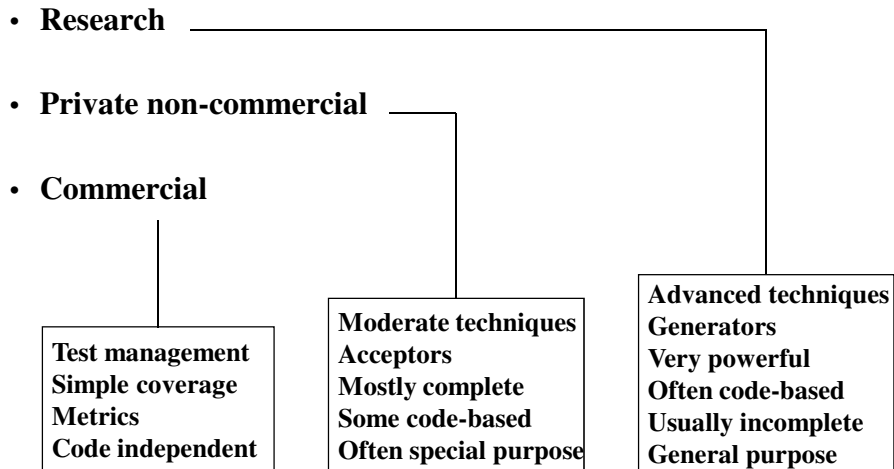 • Research
• Private non-commercial
• Commercial
Test management
Simple coverage
Metrics
Code independent
Moderate techniques
Acceptors
Mostly complete
Some code-based
Often special purpose
Advanced techniques
Generators
Very powerful
Often code-based
Usually incomplete
General purpose